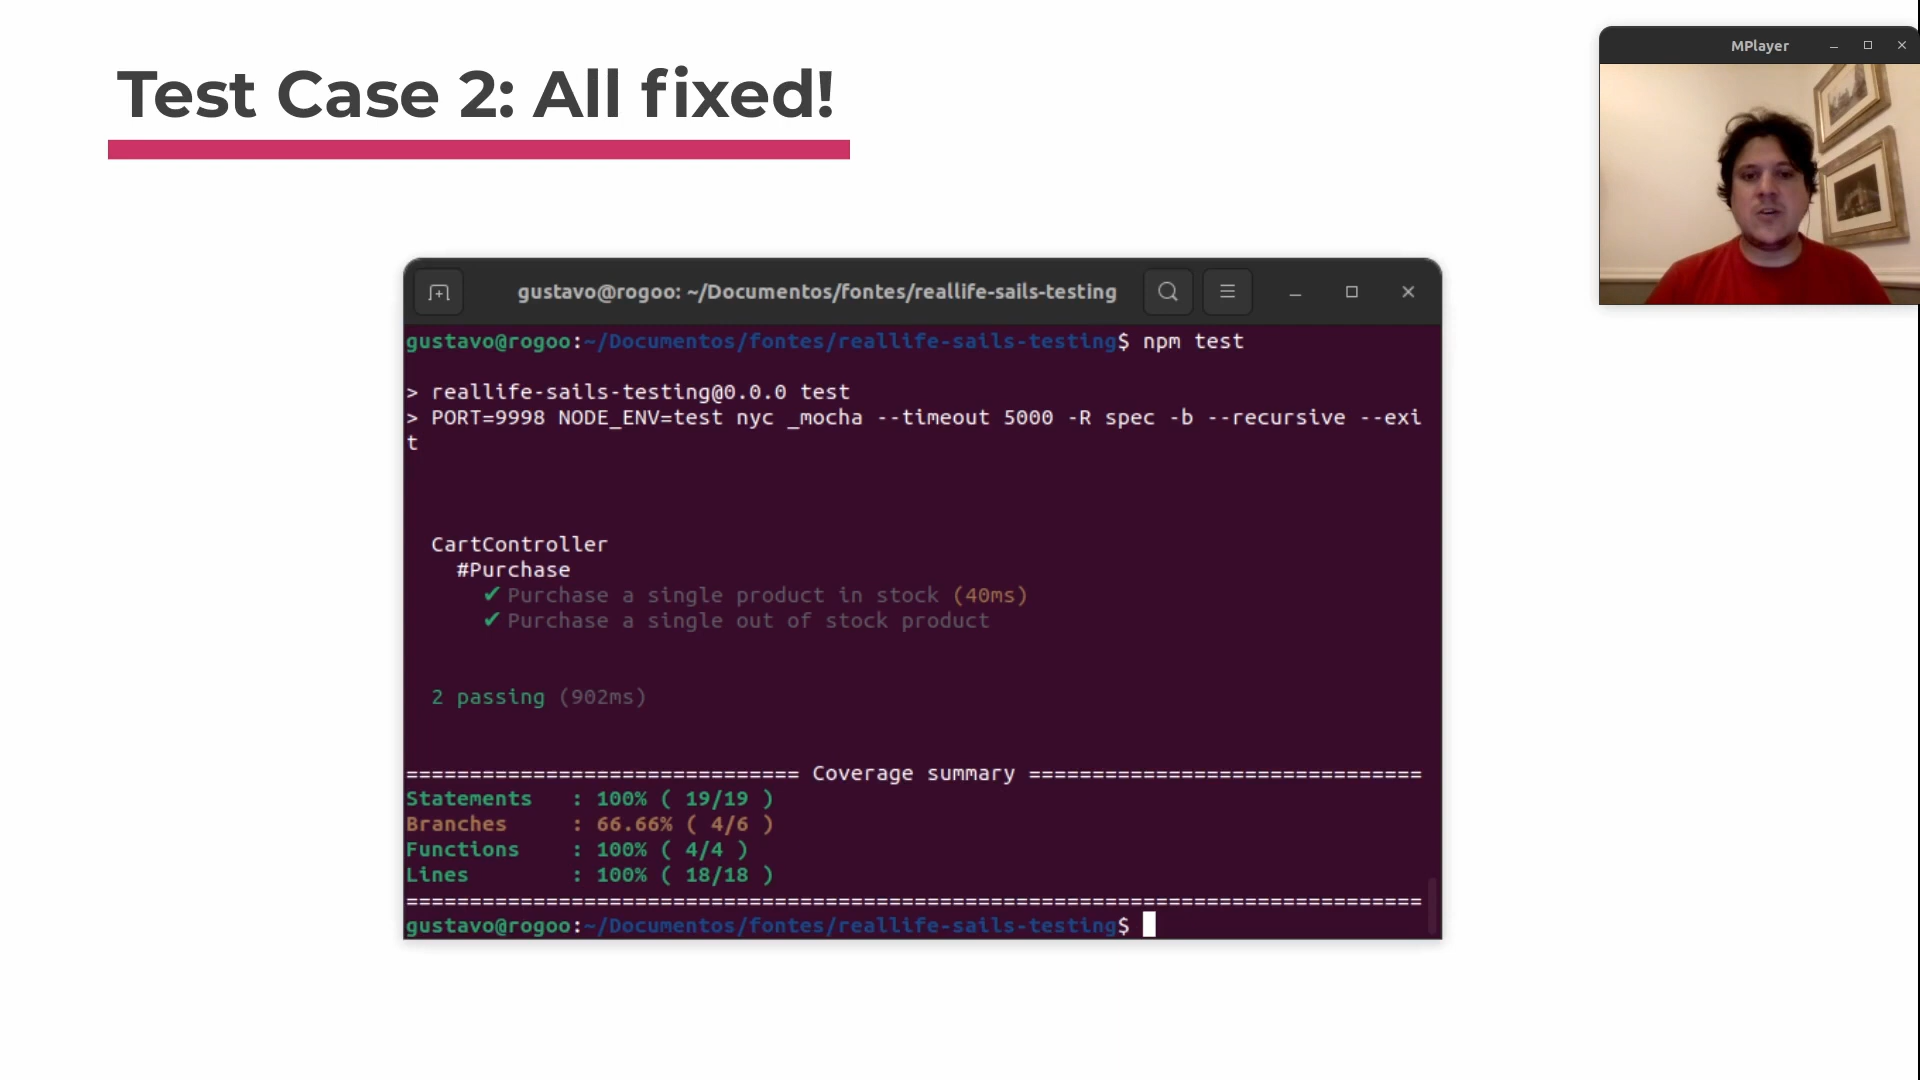 Test Case 2: All fixed!
MPlayer
gustavo@rogoo: ~/Documentos/fontes/reallife-sails-testing
gustavo@rogoo:~/Documentos/fontes/reallife-sails-testing$ npm test
> reallife-sails-testing@0.0.0 test
> PORT=9998 NODE_ENV=test nyc _mocha --timeout 5000 -R spec -b --recursive --exi
t
CartController
#Purchase
✔ Purchase a single product in stock (40ms)
✔ Purchase a single out of stock product
2 passing (902ms)
=============================== Coverage summary ===============================
Statements   : 100% ( 19/19 )
Branches     : 66.66% ( 4/6 )
Functions    : 100% ( 4/4 )
Lines        : 100% ( 18/18 )
================================================================================
gustavo@rogoo:~/Documentos/fontes/reallife-sails-testing$